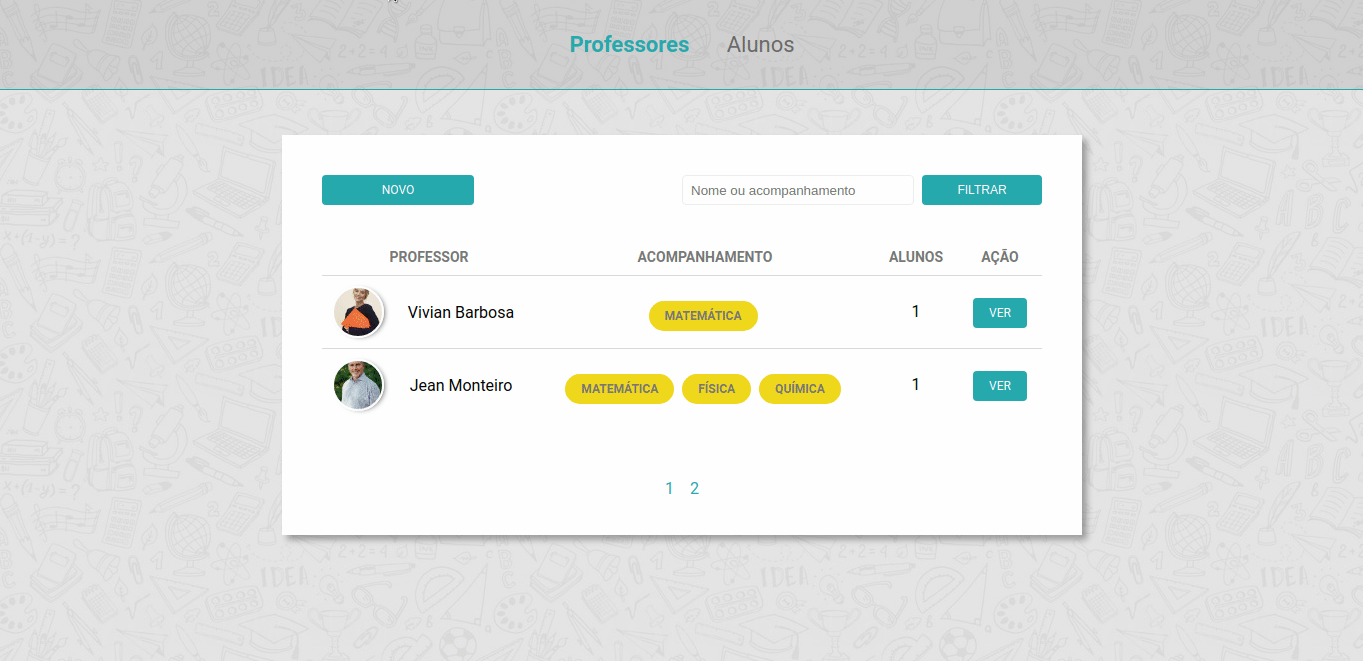 Professores Alunos
NOVO Nome ou acompanhamento FILTRAR
PROFESSOR ACOMPANHAMENTO ALUNOS AÇÃO
Vivian Barbosa MATEMÁTICA 1 VER
Jean Monteiro MATEMÁTICA FÍSICA QUÍMICA 1 VER
1 2